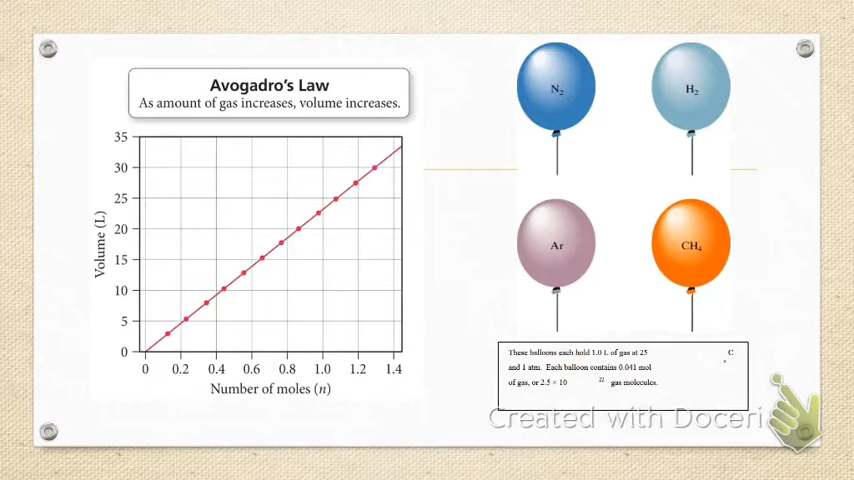 Avogadro's Law
As amount of gas increases, volume increases.
35
30
25
20
15
10
5
0
Volume (L)
0 0.2 0.4 0.6 0.8 1.0 1.2 1.4
Number of moles (n)
N₂
H₂
Ar
CH₄
These balloons each hold 1.0 L of gas at 25 °C
and 1 atm. Each balloon contains 0.041 mol
of gas, or 2.5 × 10²² gas molecules.
Created with Doceri